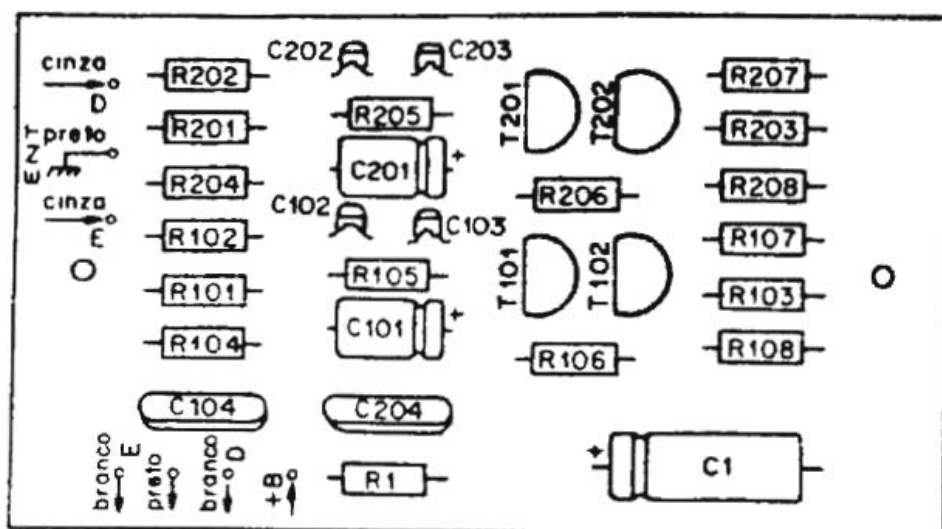 cinza
D
ENT
preto
cinza
E
R202
R201
R204
R102
R101
R104
C202
C203
R205
C201
+
C102
C103
R105
C101
+
T201
T202
R206
T101
T102
R106
R207
R203
R208
R107
R103
R108
C104
C204
branco
E
preto
branco
D
+B
R1
+
C1